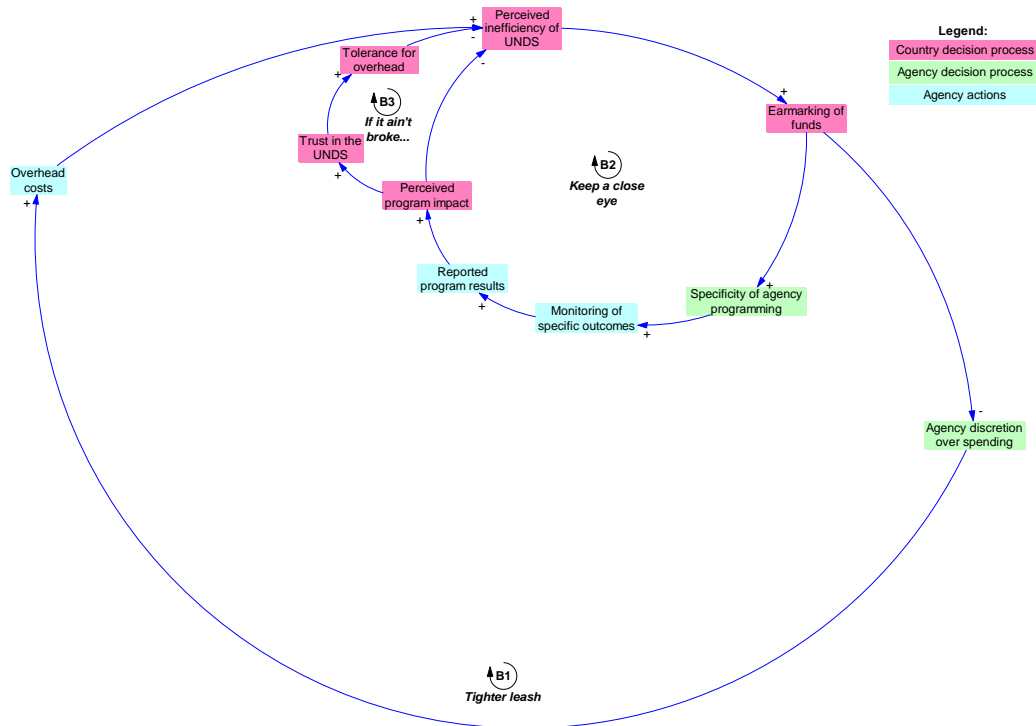 Perceived
inefficiency of
UNDS
+
-
-
Tolerance for
overhead
+
B3
If it ain't
broke...
Trust in the
UNDS
+
Perceived
program impact
+
Overhead
costs
+
B2
Keep a close
eye
+
Earmarking of
funds
Legend:
Country decision process
Agency decision process
Agency actions
Reported
program results
+
Monitoring of
specific outcomes
+
Specificity of agency
programming
+
-
Agency discretion
over spending
B1
Tighter leash